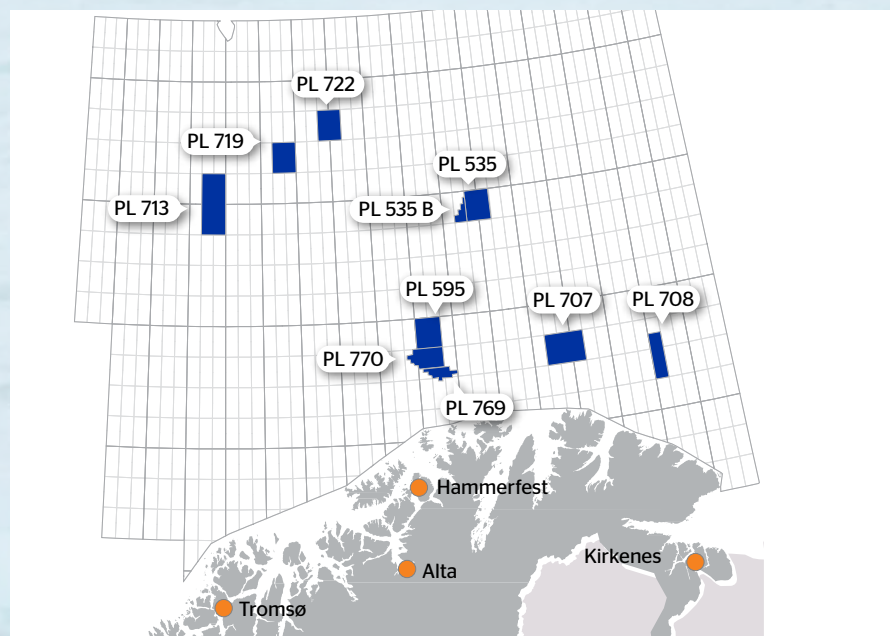 PL 722
PL 719
PL 535
PL 713
PL 535 B
PL 595
PL 707
PL 708
PL 770
PL 769
Hammerfest
Kirkenes
Alta
Tromsø